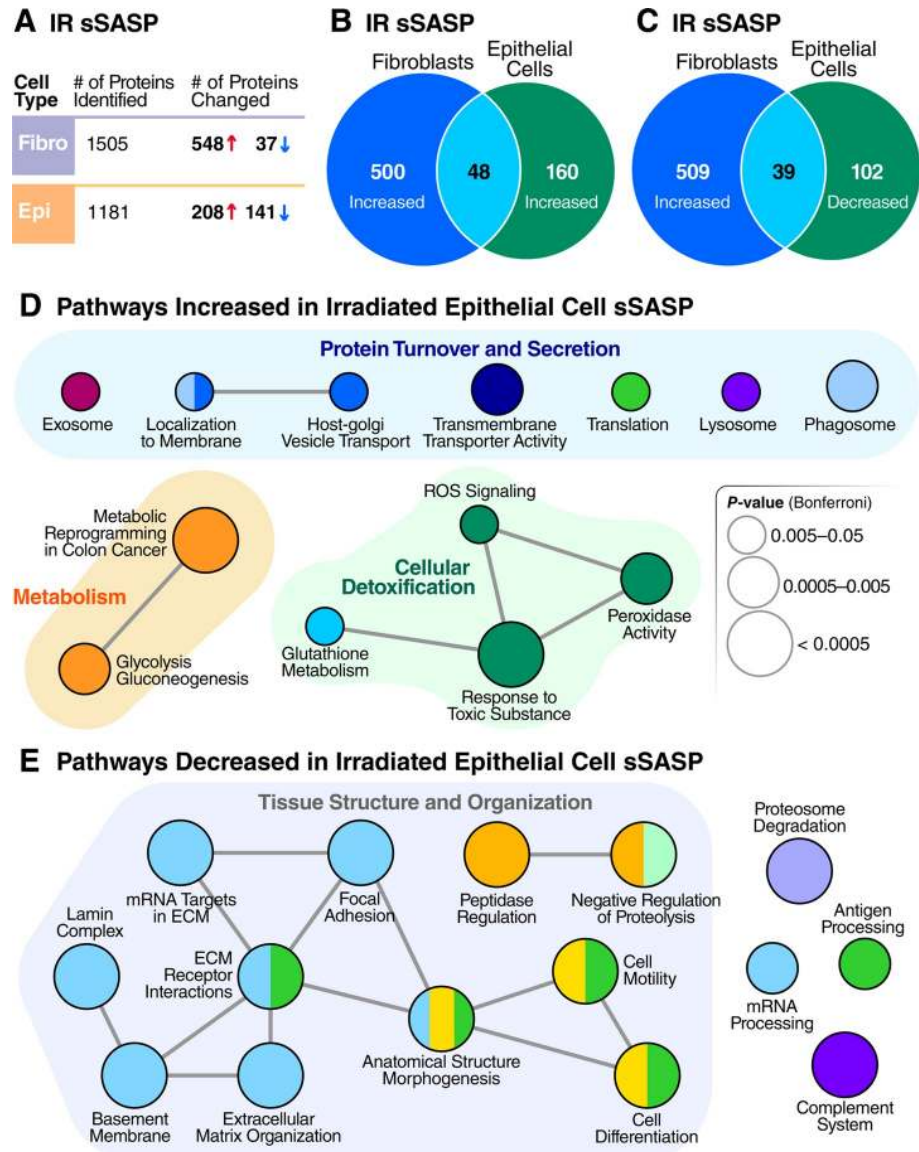 A IR sSASP
Cell Type
# of Proteins Identified
# of Proteins Changed
Fibro 1505 548↑ 37↓
Epi 1181 208↑ 141↓
B IR sSASP
Fibroblasts
Epithelial
Cells
500 48 160
Increased Increased
C IR sSASP
Fibroblasts
Epithelial
Cells
509 39 102
Increased Decreased
D Pathways Increased in Irradiated Epithelial Cell sSASP
Protein Turnover and Secretion
Exosome
Localization
to Membrane
Host-golgi
Vesicle Transport
Transmembrane
Transporter Activity
Translation
Lysosome
Phagosome
Metabolic
Reprogramming
in Colon Cancer
Metabolism
Glycolysis
Gluconeogenesis
ROS Signaling
Cellular
Detoxification
Peroxidase
Activity
Glutathione
Metabolism
Response to
Toxic Substance
P-value (Bonferroni)
0.005–0.05
0.0005–0.005
< 0.0005
E Pathways Decreased in Irradiated Epithelial Cell sSASP
Tissue Structure and Organization
mRNA Targets
in ECM
Focal
Adhesion
Peptidase
Regulation
Negative Regulation
of Proteolysis
Lamin
Complex
ECM
Receptor
Interactions
Cell
Motility
Anatomical Structure
Morphogenesis
Basement
Membrane
Extracellular
Matrix Organization
Cell
Differentiation
Proteosome
Degradation
Antigen
Processing
mRNA
Processing
Complement
System